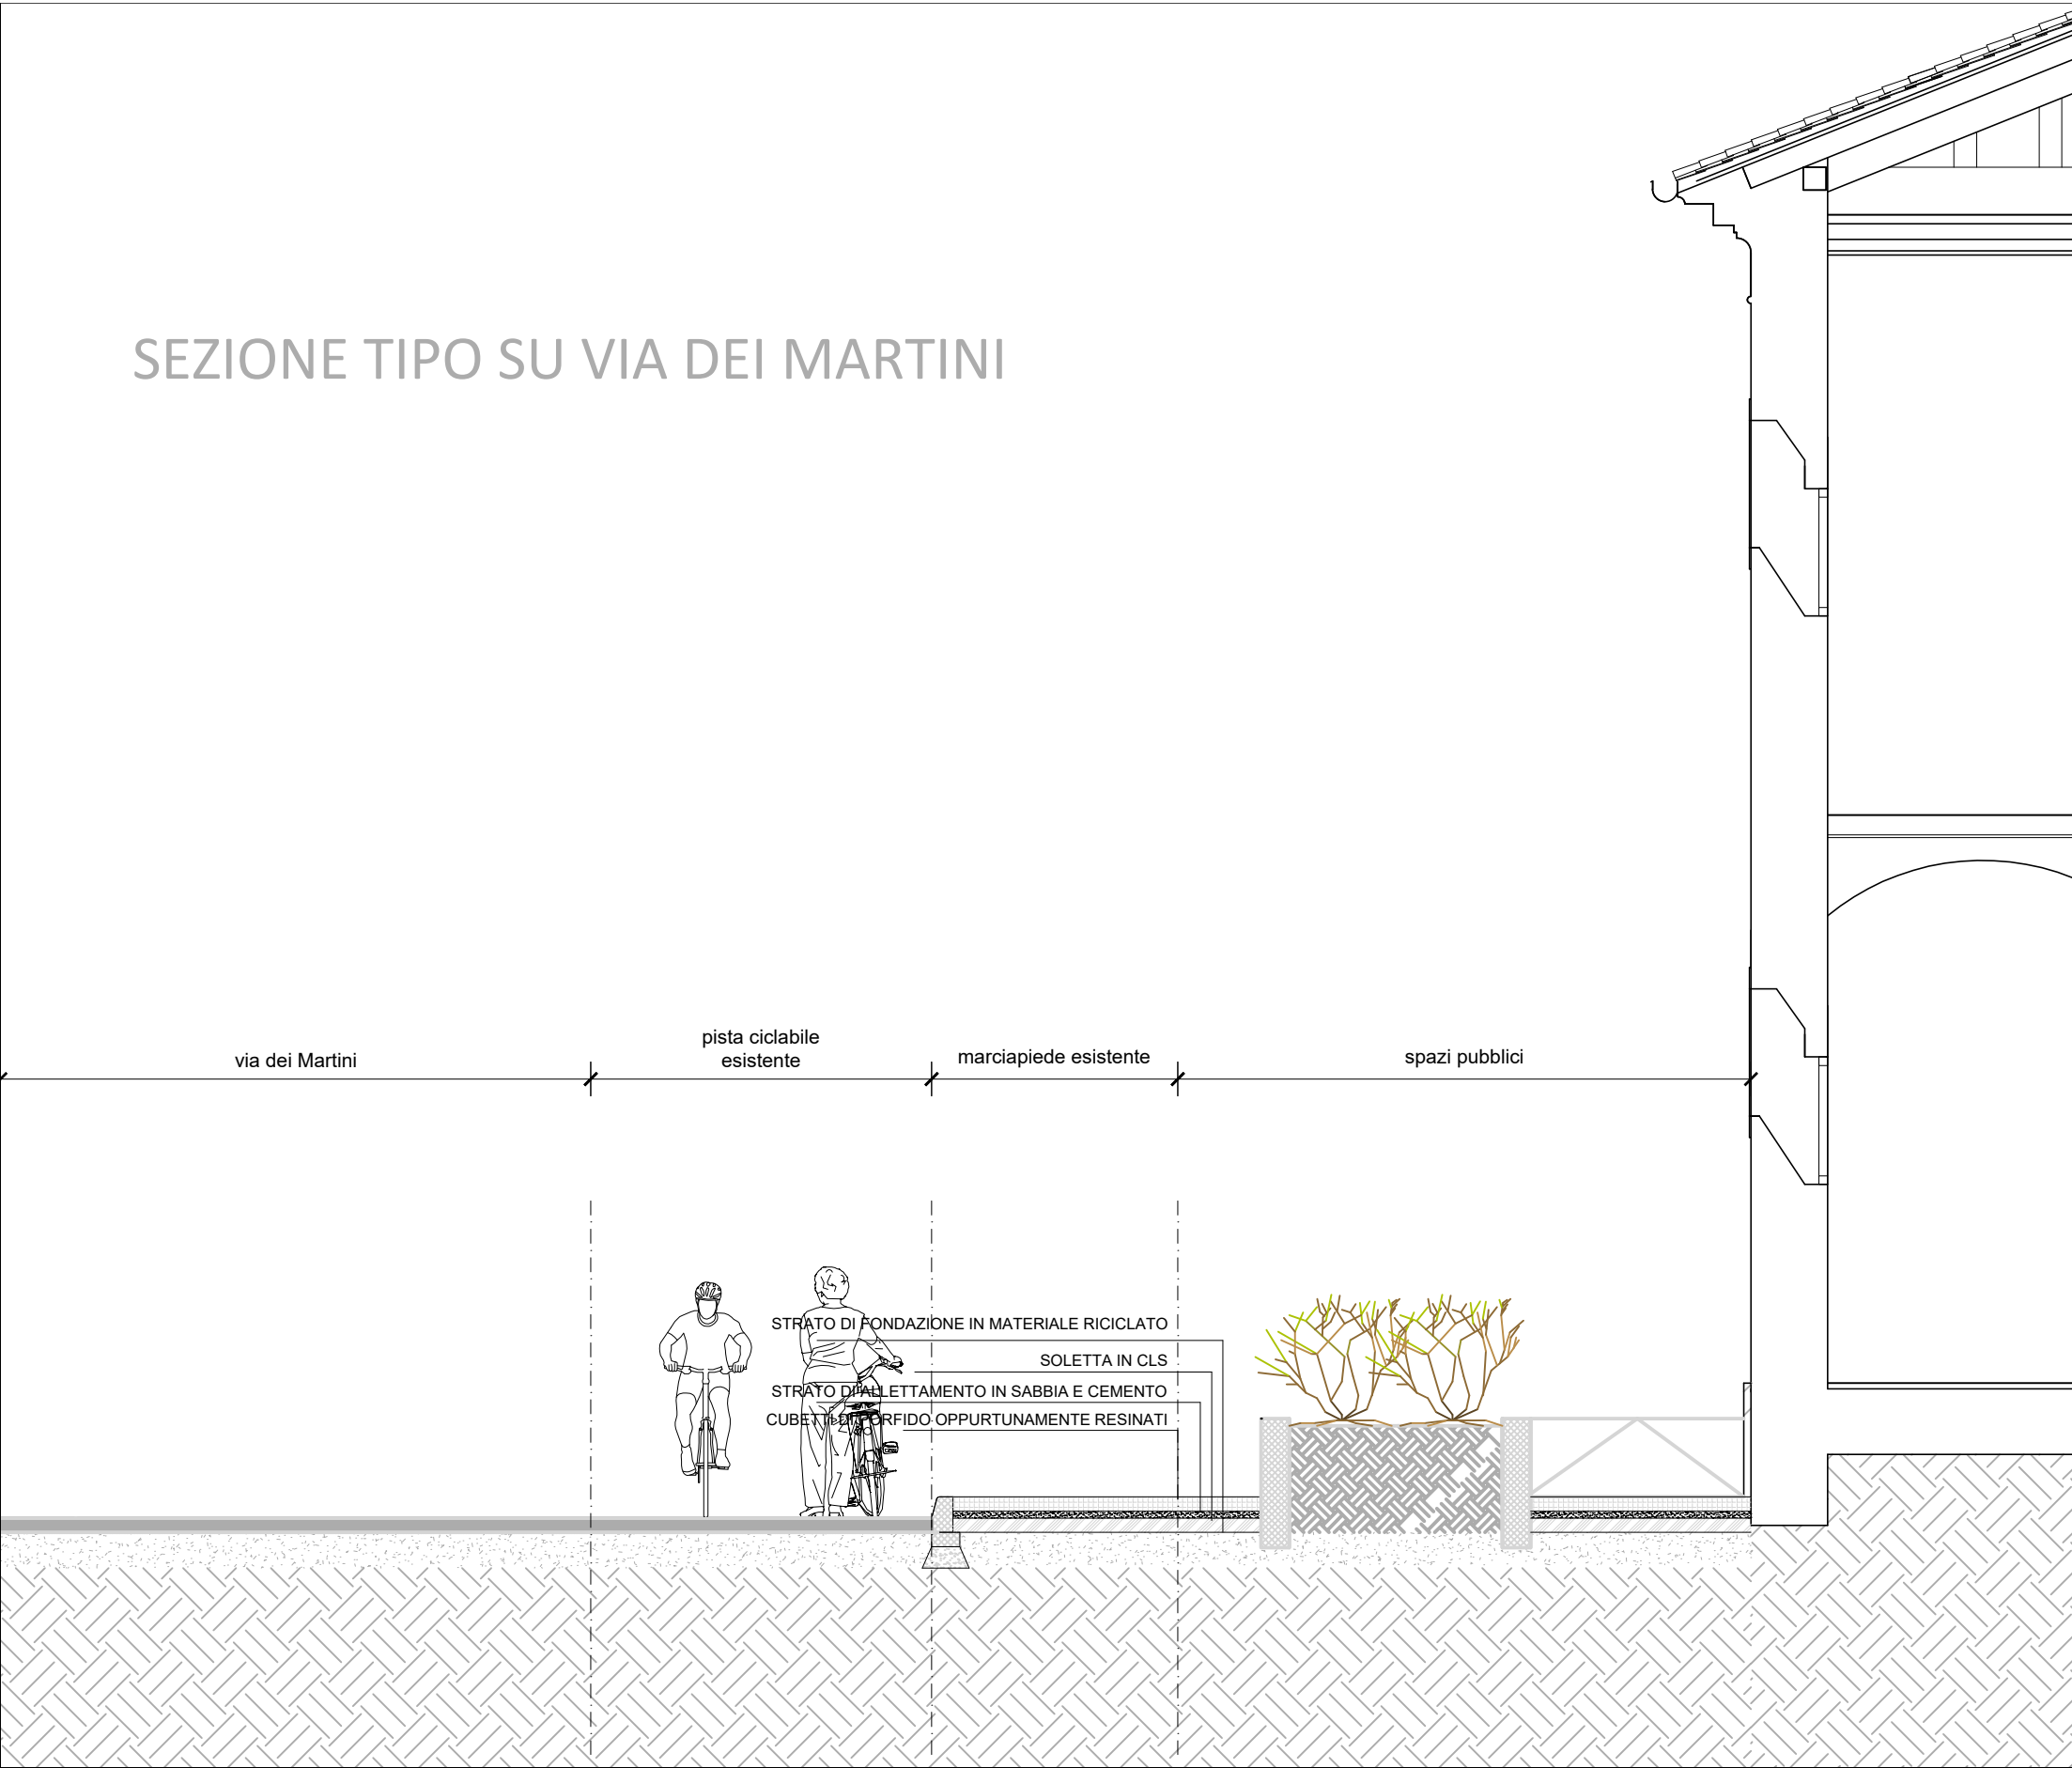 SEZIONE TIPO SU VIA DEI MARTINI
via dei Martini
pista ciclabile
esistente
marciapiede esistente
spazi pubblici
STRATO DI FONDAZIONE IN MATERIALE RICICLATO
SOLETTA IN CLS
STRATO DI ALLETTAMENTO IN SABBIA E CEMENTO
CUBETTI DI PORFIDO OPPURTUNAMENTE RESINATI